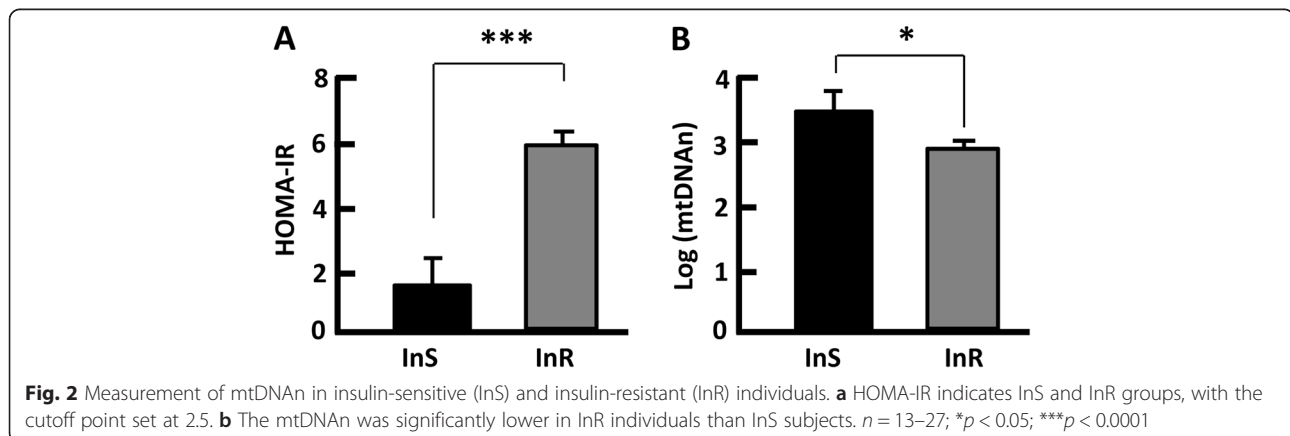 A
***
8
6
4
2
0
HOMA-IR
InS InR
B
*
4
3
2
1
0
Log (mtDNAn)
InS InR
Fig. 2 Measurement of mtDNAn in insulin-sensitive (InS) and insulin-resistant (InR) individuals. a HOMA-IR indicates InS and InR groups, with the
cutoff point set at 2.5. b The mtDNAn was significantly lower in InR individuals than InS subjects. n = 13–27; *p < 0.05; ***p < 0.0001